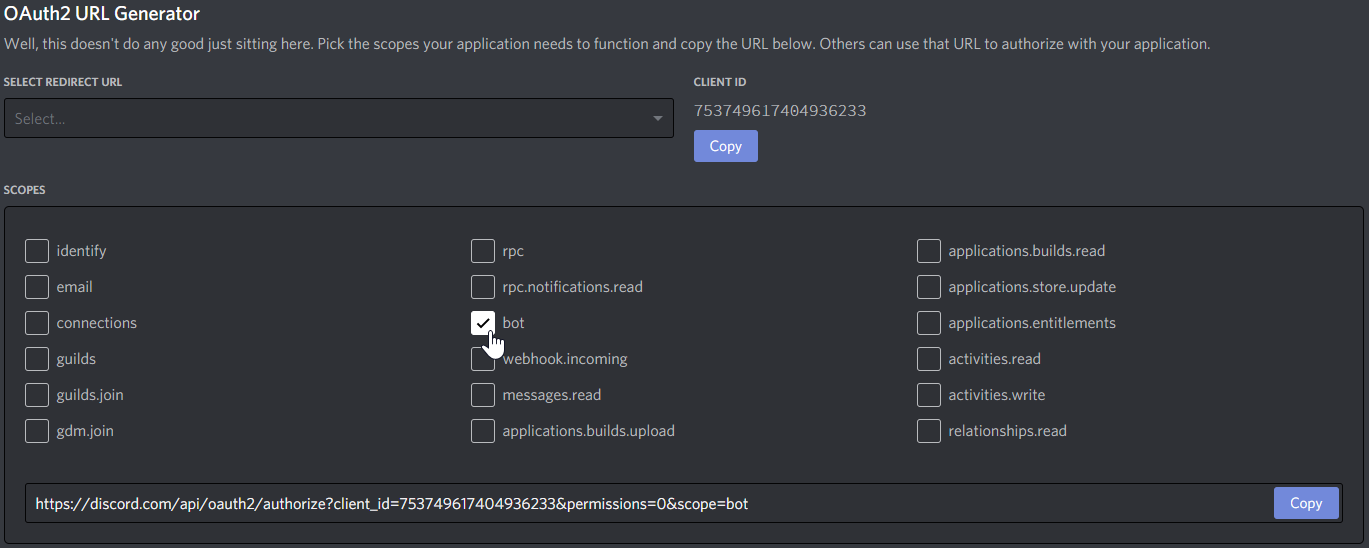 OAuth2 URL Generator
Well, this doesn't do any good just sitting here. Pick the scopes your application needs to function and copy the URL below. Others can use that URL to authorize with your application.
SELECT REDIRECT URL
CLIENT ID
Select...
753749617404936233
Copy
SCOPES
identify
rpc
applications.builds.read
email
rpc.notifications.read
applications.store.update
connections
bot
applications.entitlements
guilds
webhook.incoming
activities.read
guilds.join
messages.read
activities.write
gdm.join
applications.builds.upload
relationships.read
https://discord.com/api/oauth2/authorize?client_id=753749617404936233&permissions=0&scope=bot
Copy